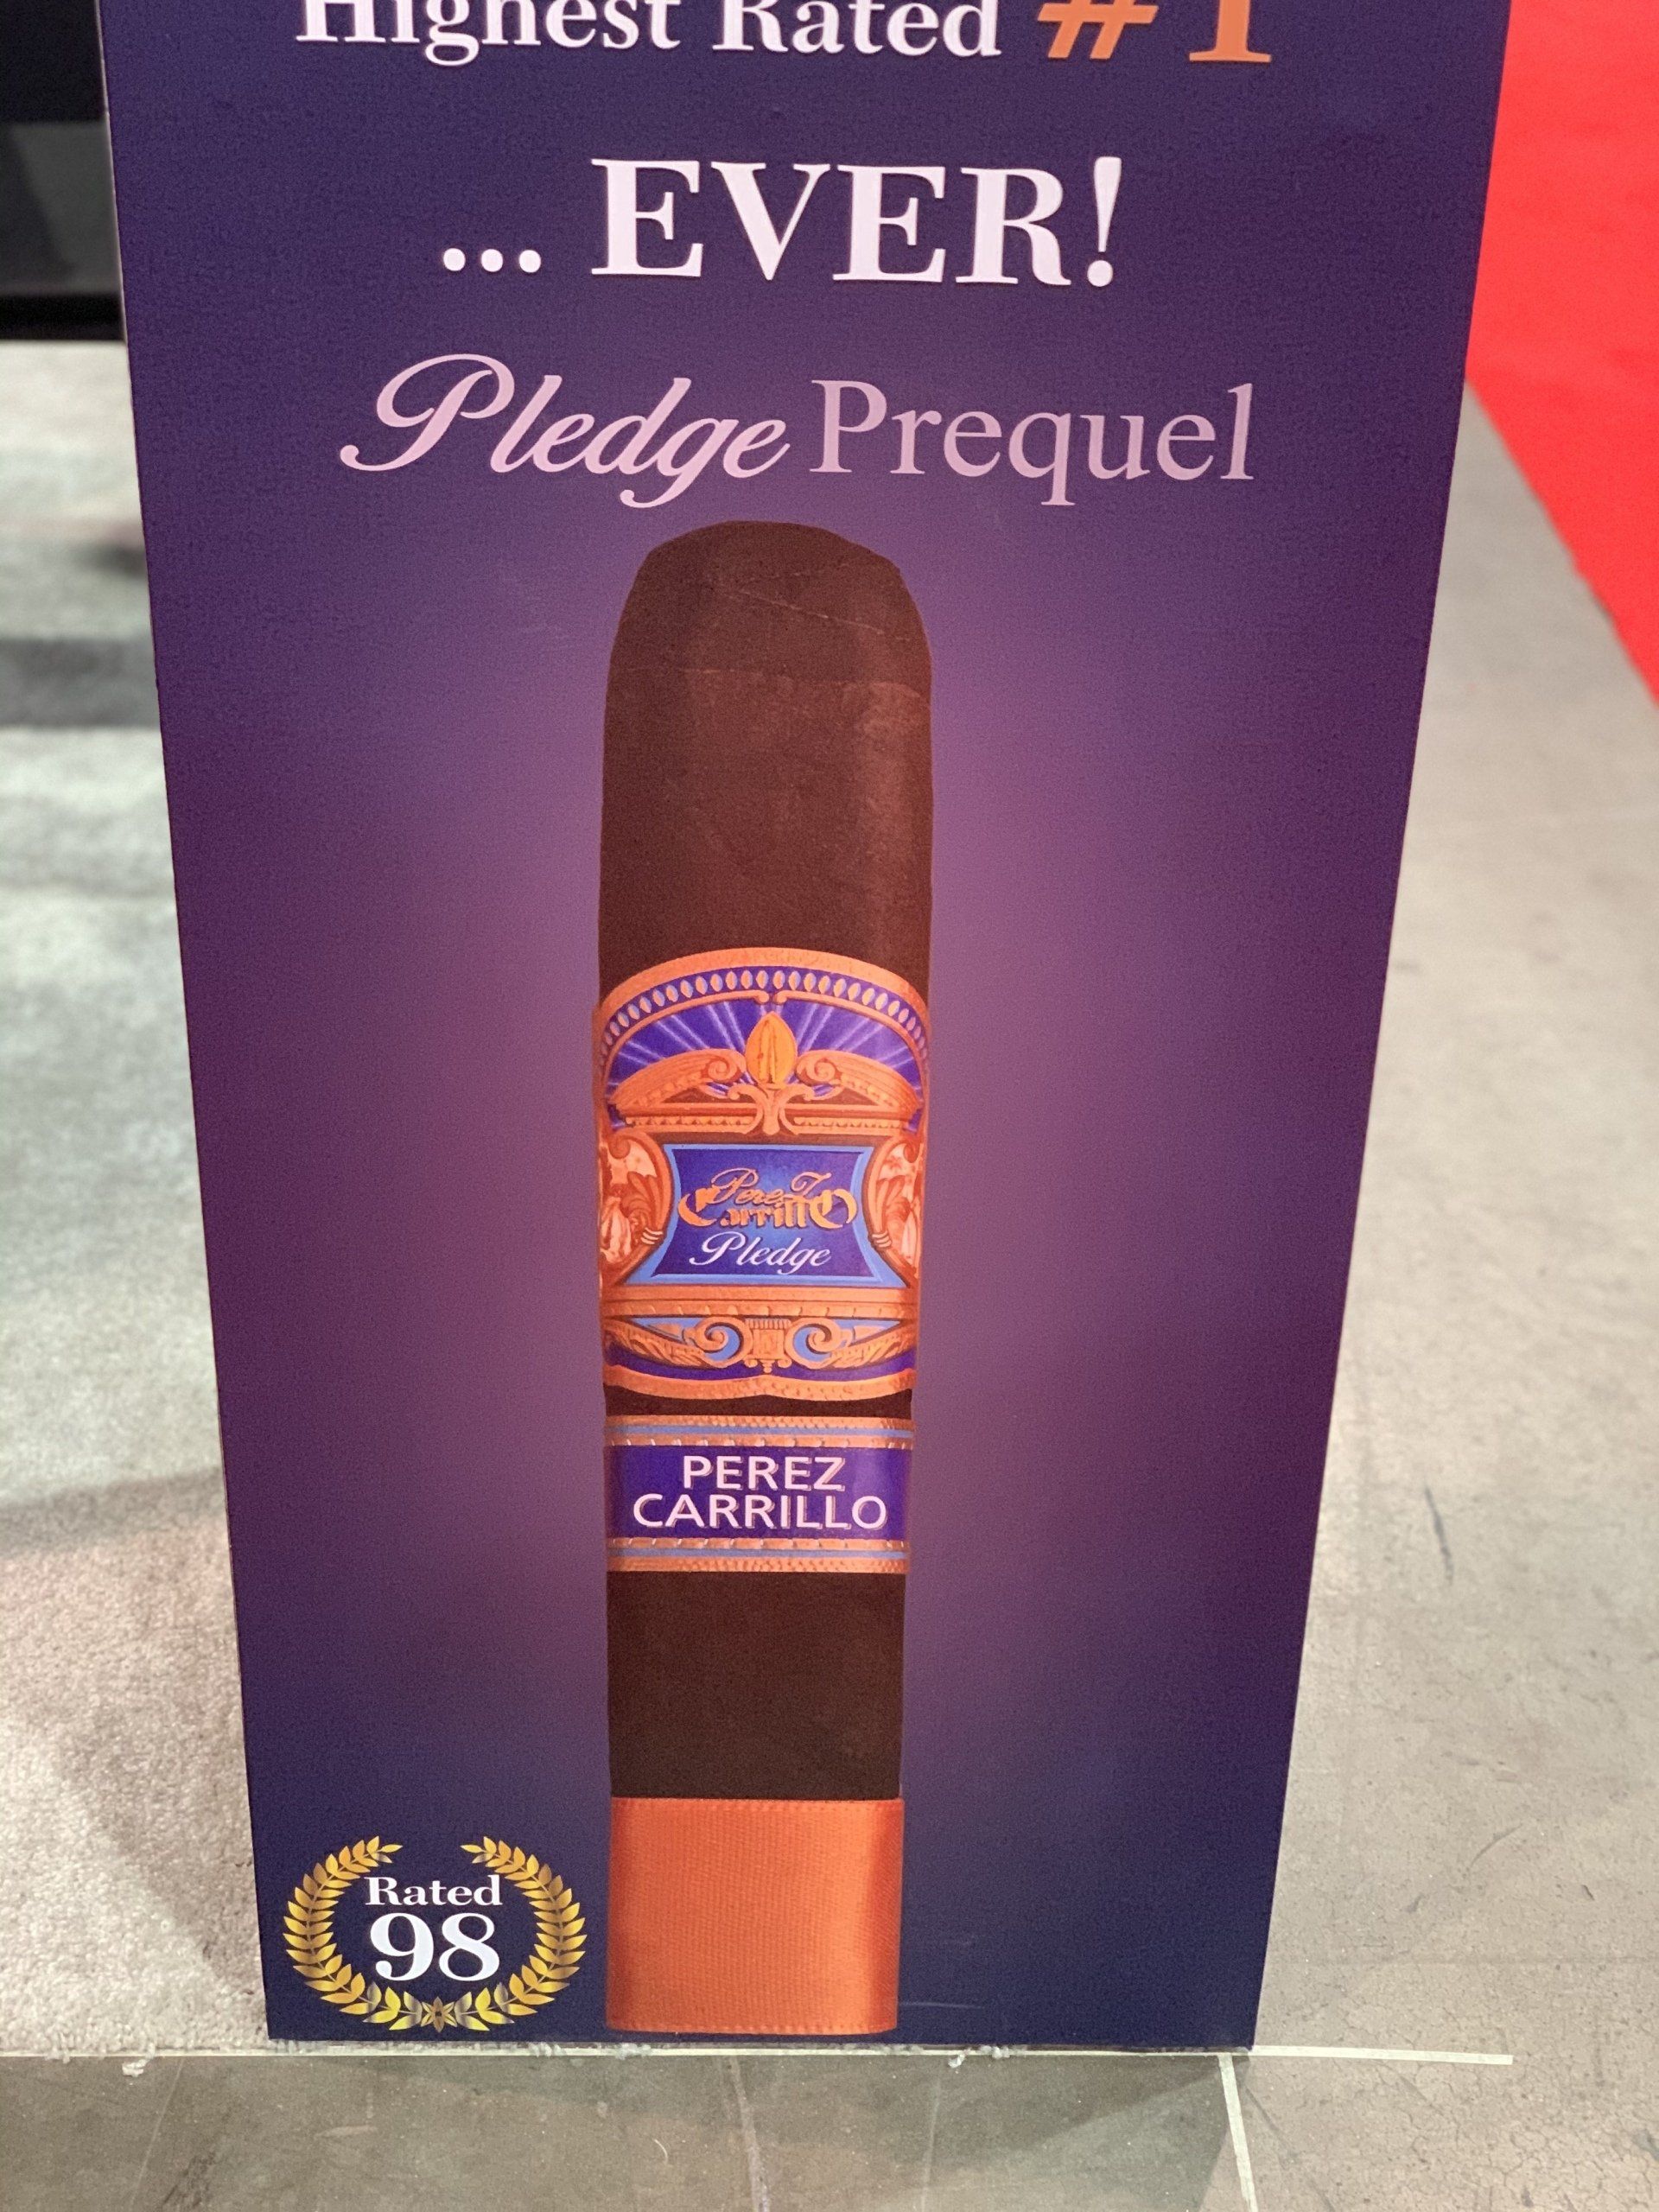 Highest Rated #1
... EVER!
Pledge Prequel
Perez
Carrillo
Pledge
PEREZ
CARRILLO
Rated
98